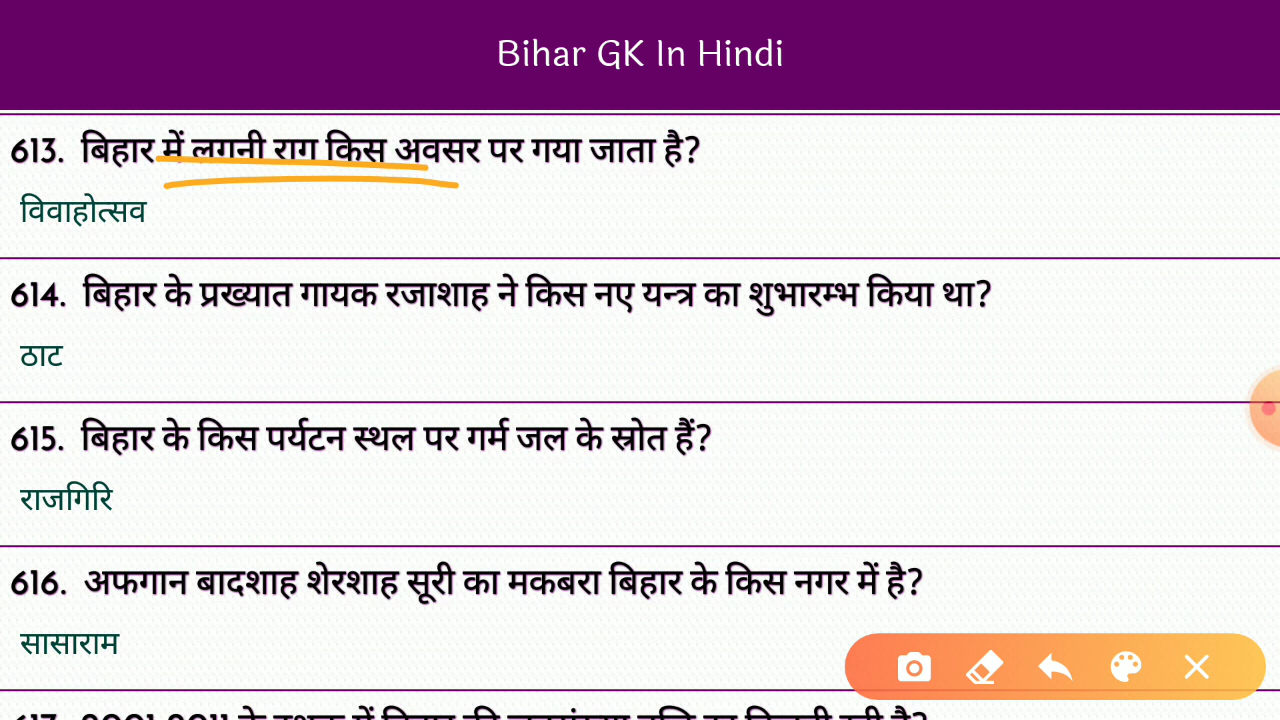 Bihar GK In Hindi
613. बिहार में लगनी राग किस अवसर पर गया जाता है?
विवाहोत्सव
614. बिहार के प्रख्यात गायक रजाशाह ने किस नए यन्त्र का शुभारम्भ किया था?
ठाट
615. बिहार के किस पर्यटन स्थल पर गर्म जल के स्रोत हैं?
राजगिरि
616. अफगान बादशाह शेरशाह सूरी का मकबरा बिहार के किस नगर में है?
सासाराम